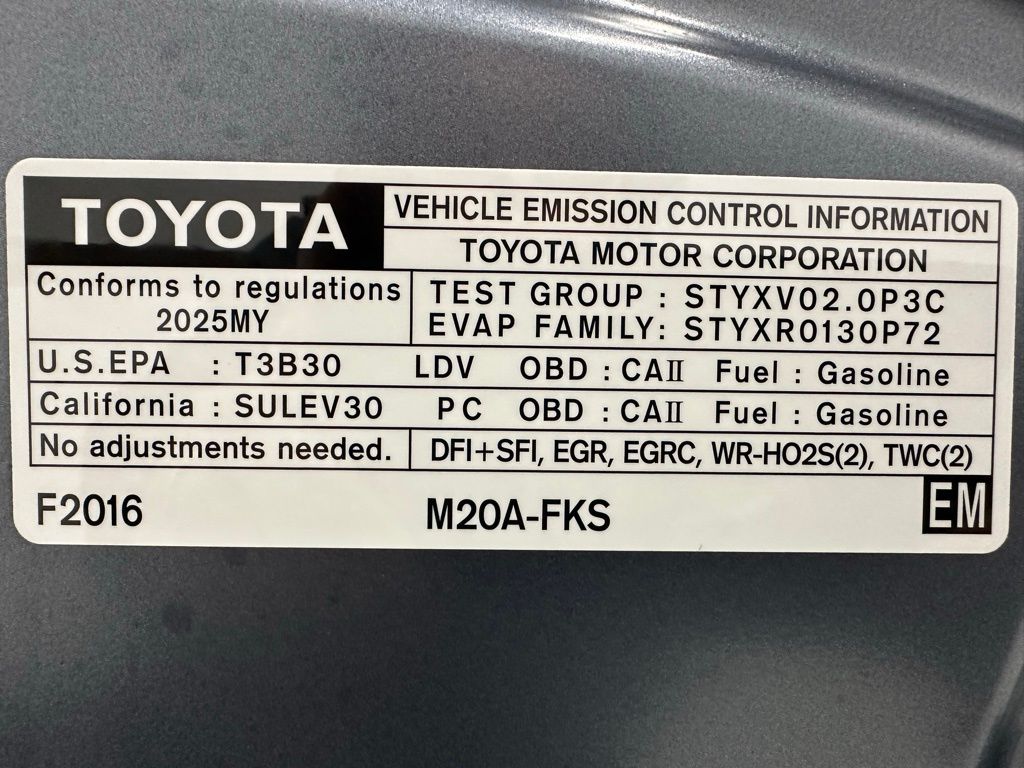 TOYOTA
VEHICLE EMISSION CONTROL INFORMATION
TOYOTA MOTOR CORPORATION
Conforms to regulations
2025MY
TEST GROUP : STYXV02.0P3C
EVAP FAMILY: STYXR0130P72
U.S.EPA : T3B30 LDV OBD : CAⅡ Fuel : Gasoline
California : SULEV30 PC OBD : CAⅡ Fuel : Gasoline
No adjustments needed. DFI+SFI, EGR, EGRC, WR-HO2S(2), TWC(2)
F2016 M20A-FKS EM